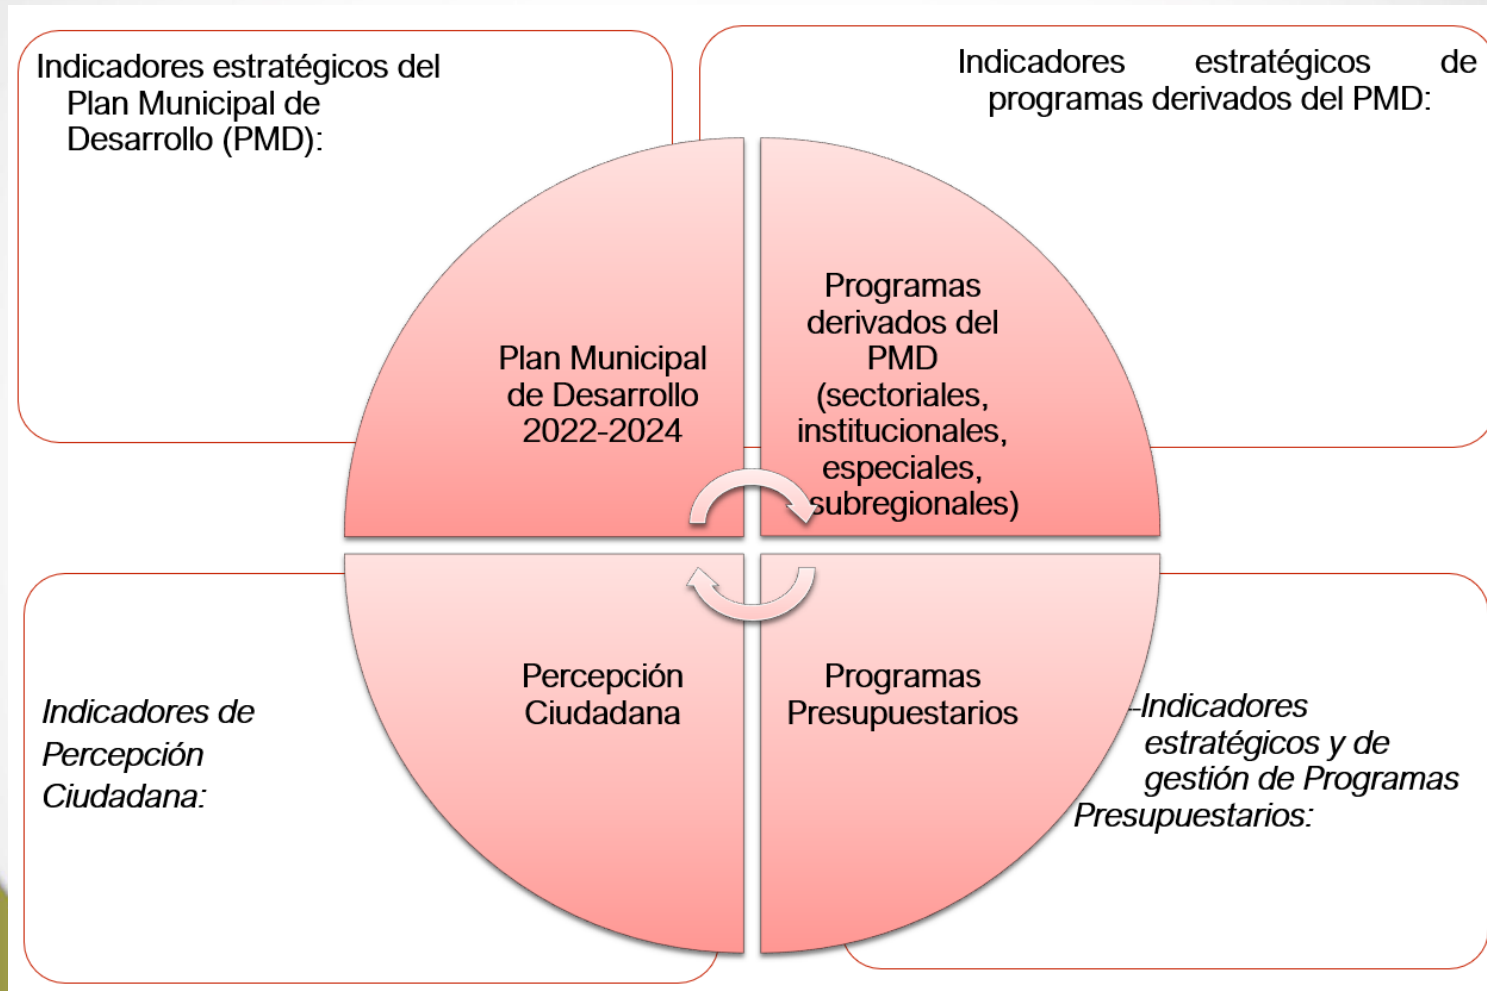 Indicadores estratégicos del
Plan Municipal de
Desarrollo (PMD):
Indicadores estratégicos de
programas derivados del PMD:
Plan Municipal
de Desarrollo
2022-2024
Programas
derivados del
PMD
(sectoriales,
institucionales,
especiales,
subregionales)
Percepción
Ciudadana
Programas
Presupuestarios
Indicadores de
Percepción
Ciudadana:
-Indicadores
estratégicos y de
gestión de Programas
Presupuestarios: